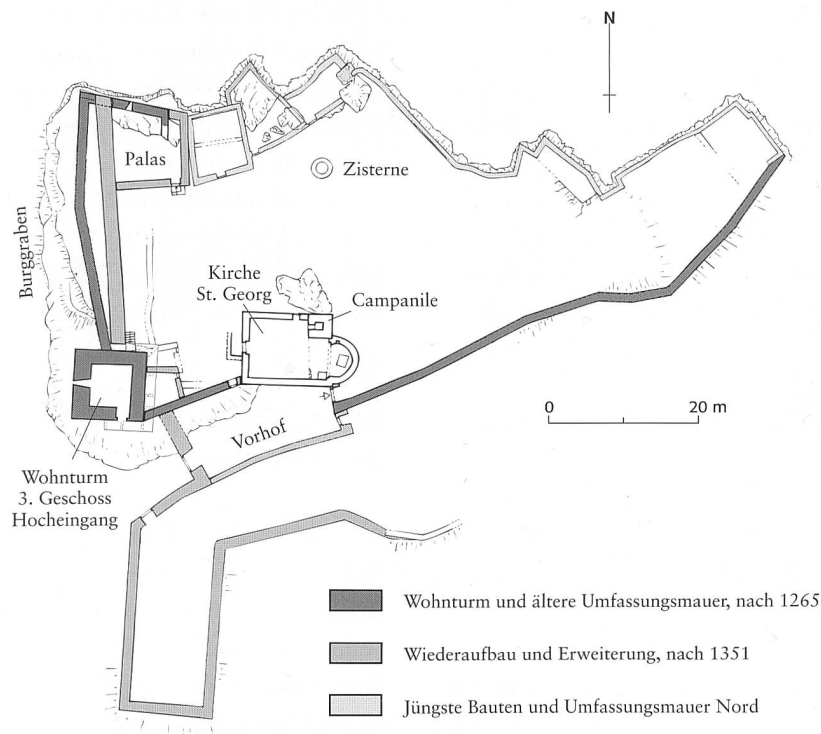 N
Palas
Zisterne
Burggraben
Kirche
St. Georg
Campanile
0 20 m
Vorhof
Wohnturm
3. Geschoss
Hocheingang
Wohnturm und ältere Umfassungsmauer, nach 1265
Wiederaufbau und Erweiterung, nach 1351
Jüngste Bauten und Umfassungsmauer Nord